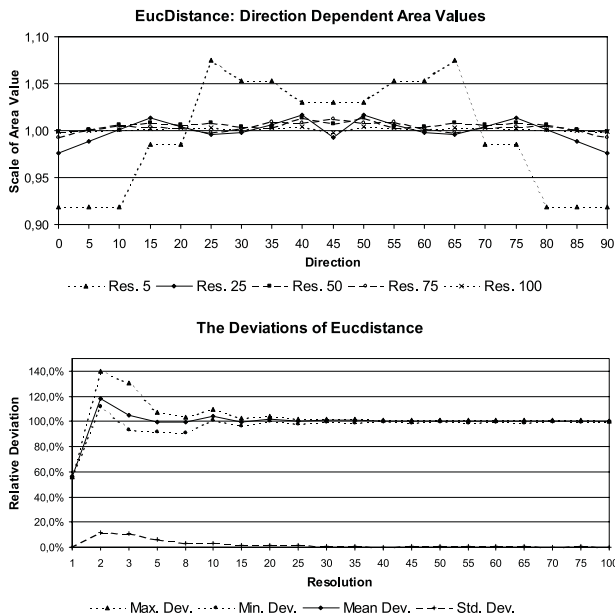 EucDistance: Direction Dependent Area Values
Scale of Area Value
1,10
1,05
1,00
0,95
0,90
0 5 10 15 20 25 30 35 40 45 50 55 60 65 70 75 80 85 90
Direction
Res. 5 Res. 25 Res. 50 Res. 75 Res. 100
The Deviations of Eucdistance
Relative Deviation
140,0%
120,0%
100,0%
80,0%
60,0%
40,0%
20,0%
0,0%
1 2 3 5 8 10 15 20 25 30 35 40 45 50 55 60 65 70 75 100
Resolution
Max. Dev. Min. Dev. Mean Dev. Std. Dev.